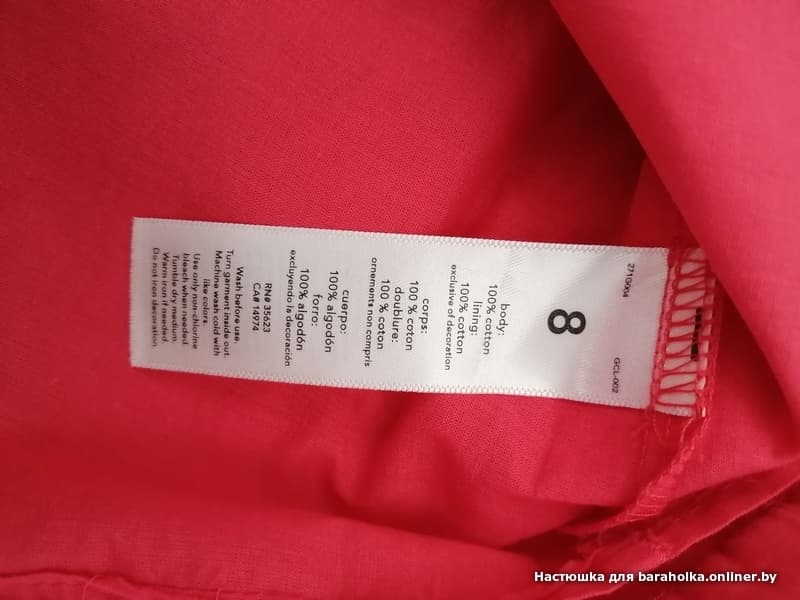 2719004
GCL-002
8
body:
100% cotton
lining:
100% cotton
exclusive of decoration
corps:
100 % coton
doublure:
100 % coton
ornements non compris
cuerpo:
100% algodón
forro:
100% algodón
excluyendo la decoración
RN# 35623
CA# 14974
Wash before use.
Turn garment inside out.
Machine wash cold with
like colors.
Use only non-chlorine
bleach when needed.
Tumble dry medium.
Warm iron if needed.
Do not iron decoration.
Настюшка для baraholka.onliner.by